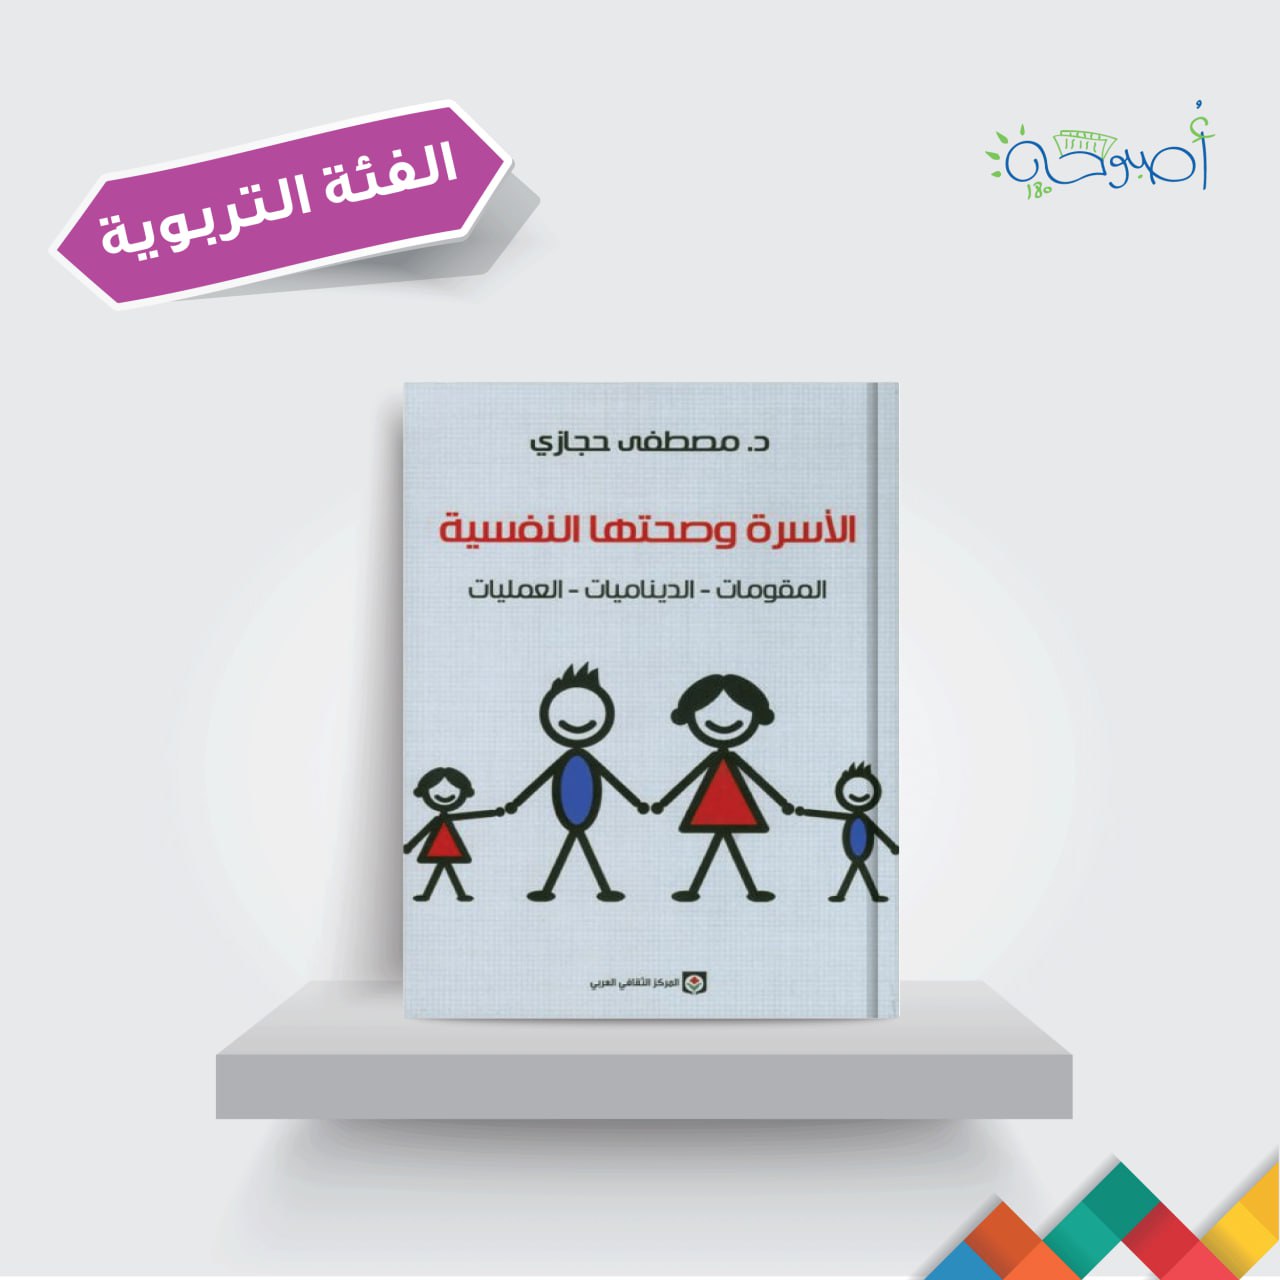 أصبوحة
180
الفئة التربوية
د. مصطفى حجازي
الأسرة وصحتها النفسية
المقومات - الديناميات - العمليات
المركز الثقافي العربي